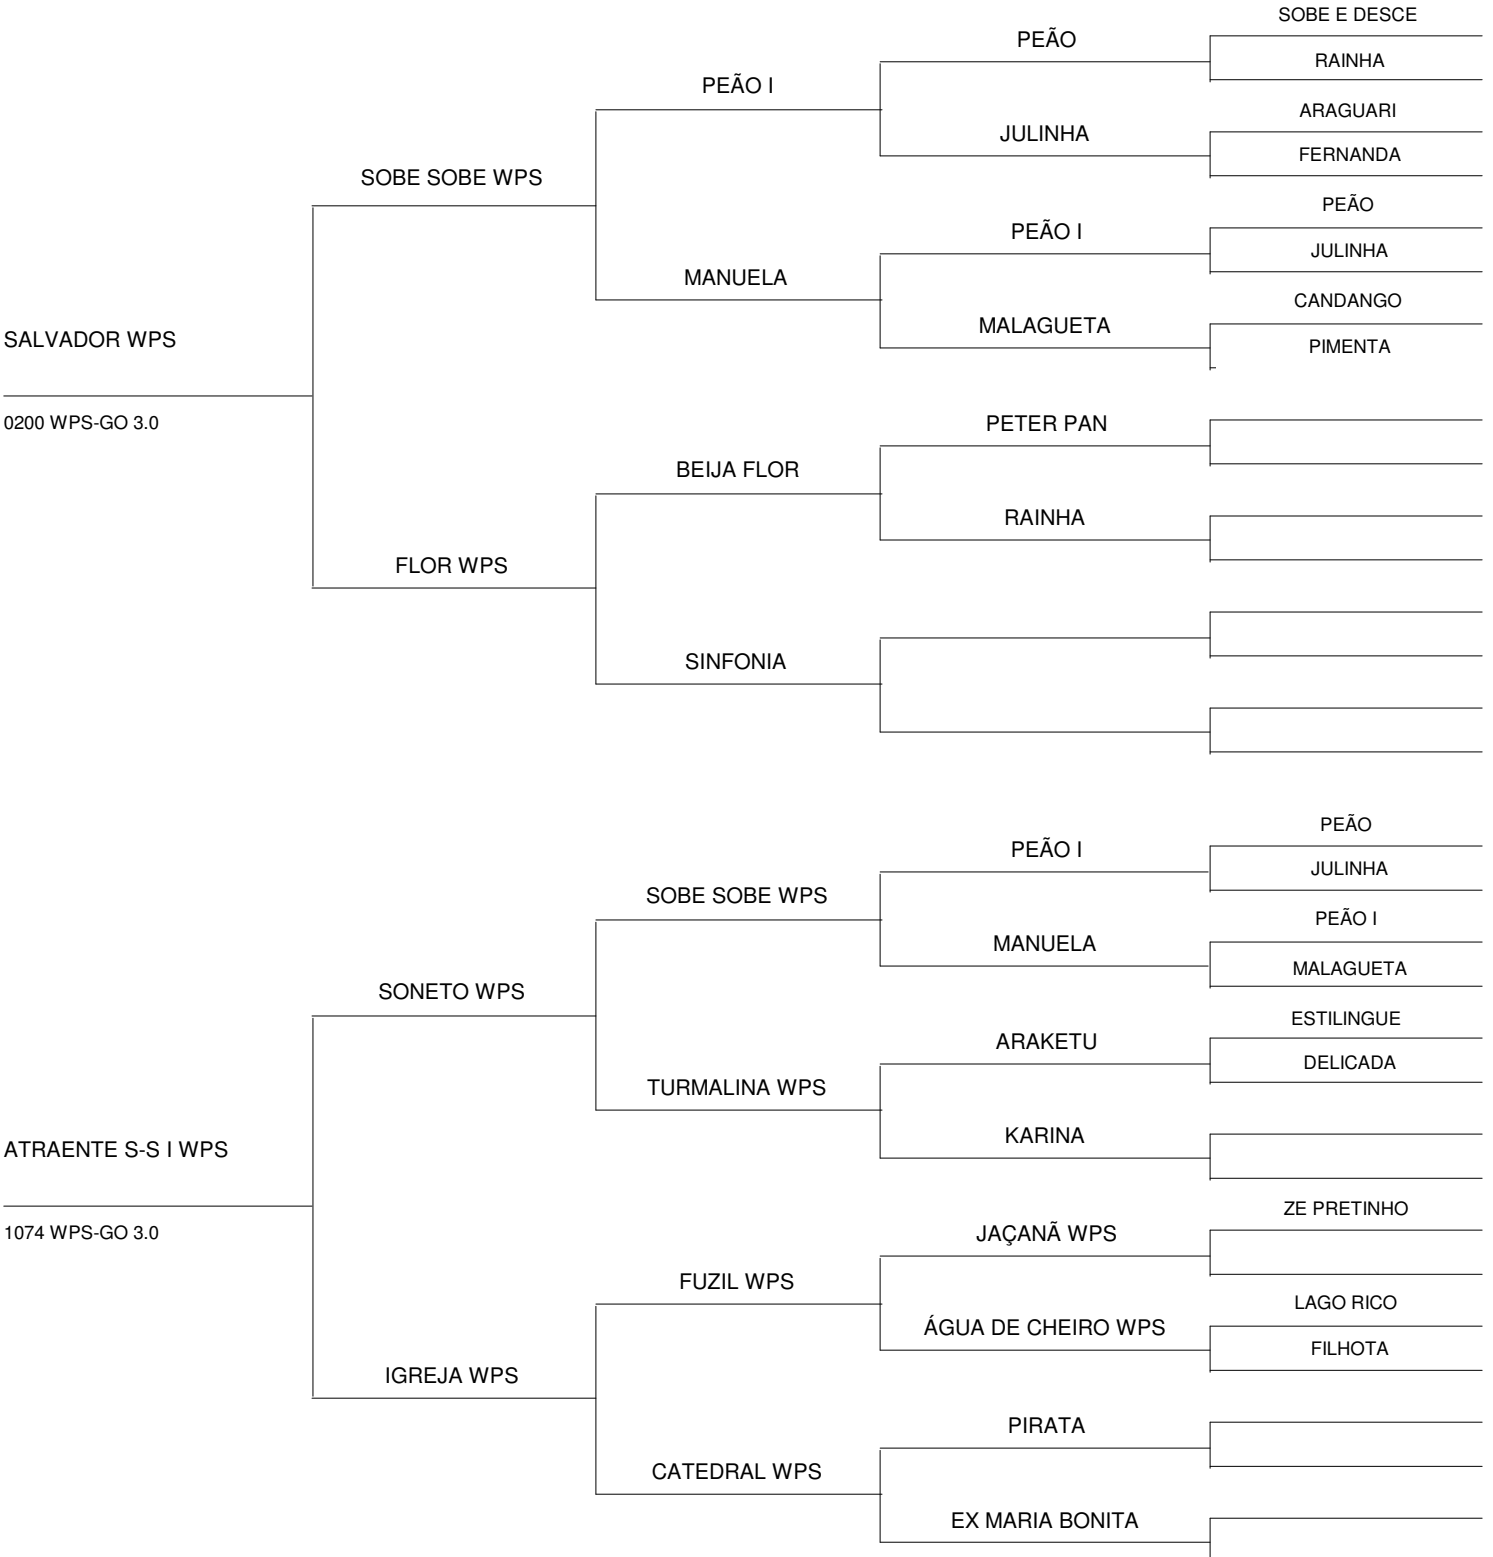 SOBE E DESCE
PEÃO
RAINHA
PEÃO I
ARAGUARI
JULINHA
FERNANDA
SOBE SOBE WPS
PEÃO
PEÃO I
JULINHA
MANUELA
CANDANGO
MALAGUETA
SALVADOR WPS
PIMENTA
0200 WPS-GO 3.0
PETER PAN
BEIJA FLOR
RAINHA
FLOR WPS
SINFONIA
PEÃO
PEÃO I
JULINHA
SOBE SOBE WPS
PEÃO I
MANUELA
MALAGUETA
SONETO WPS
ESTILINGUE
ARAKETU
DELICADA
TURMALINA WPS
KARINA
ATRAENTE S-S I WPS
ZE PRETINHO
1074 WPS-GO 3.0
JAÇANÃ WPS
FUZIL WPS
LAGO RICO
ÁGUA DE CHEIRO WPS
FILHOTA
IGREJA WPS
PIRATA
CATEDRAL WPS
EX MARIA BONITA